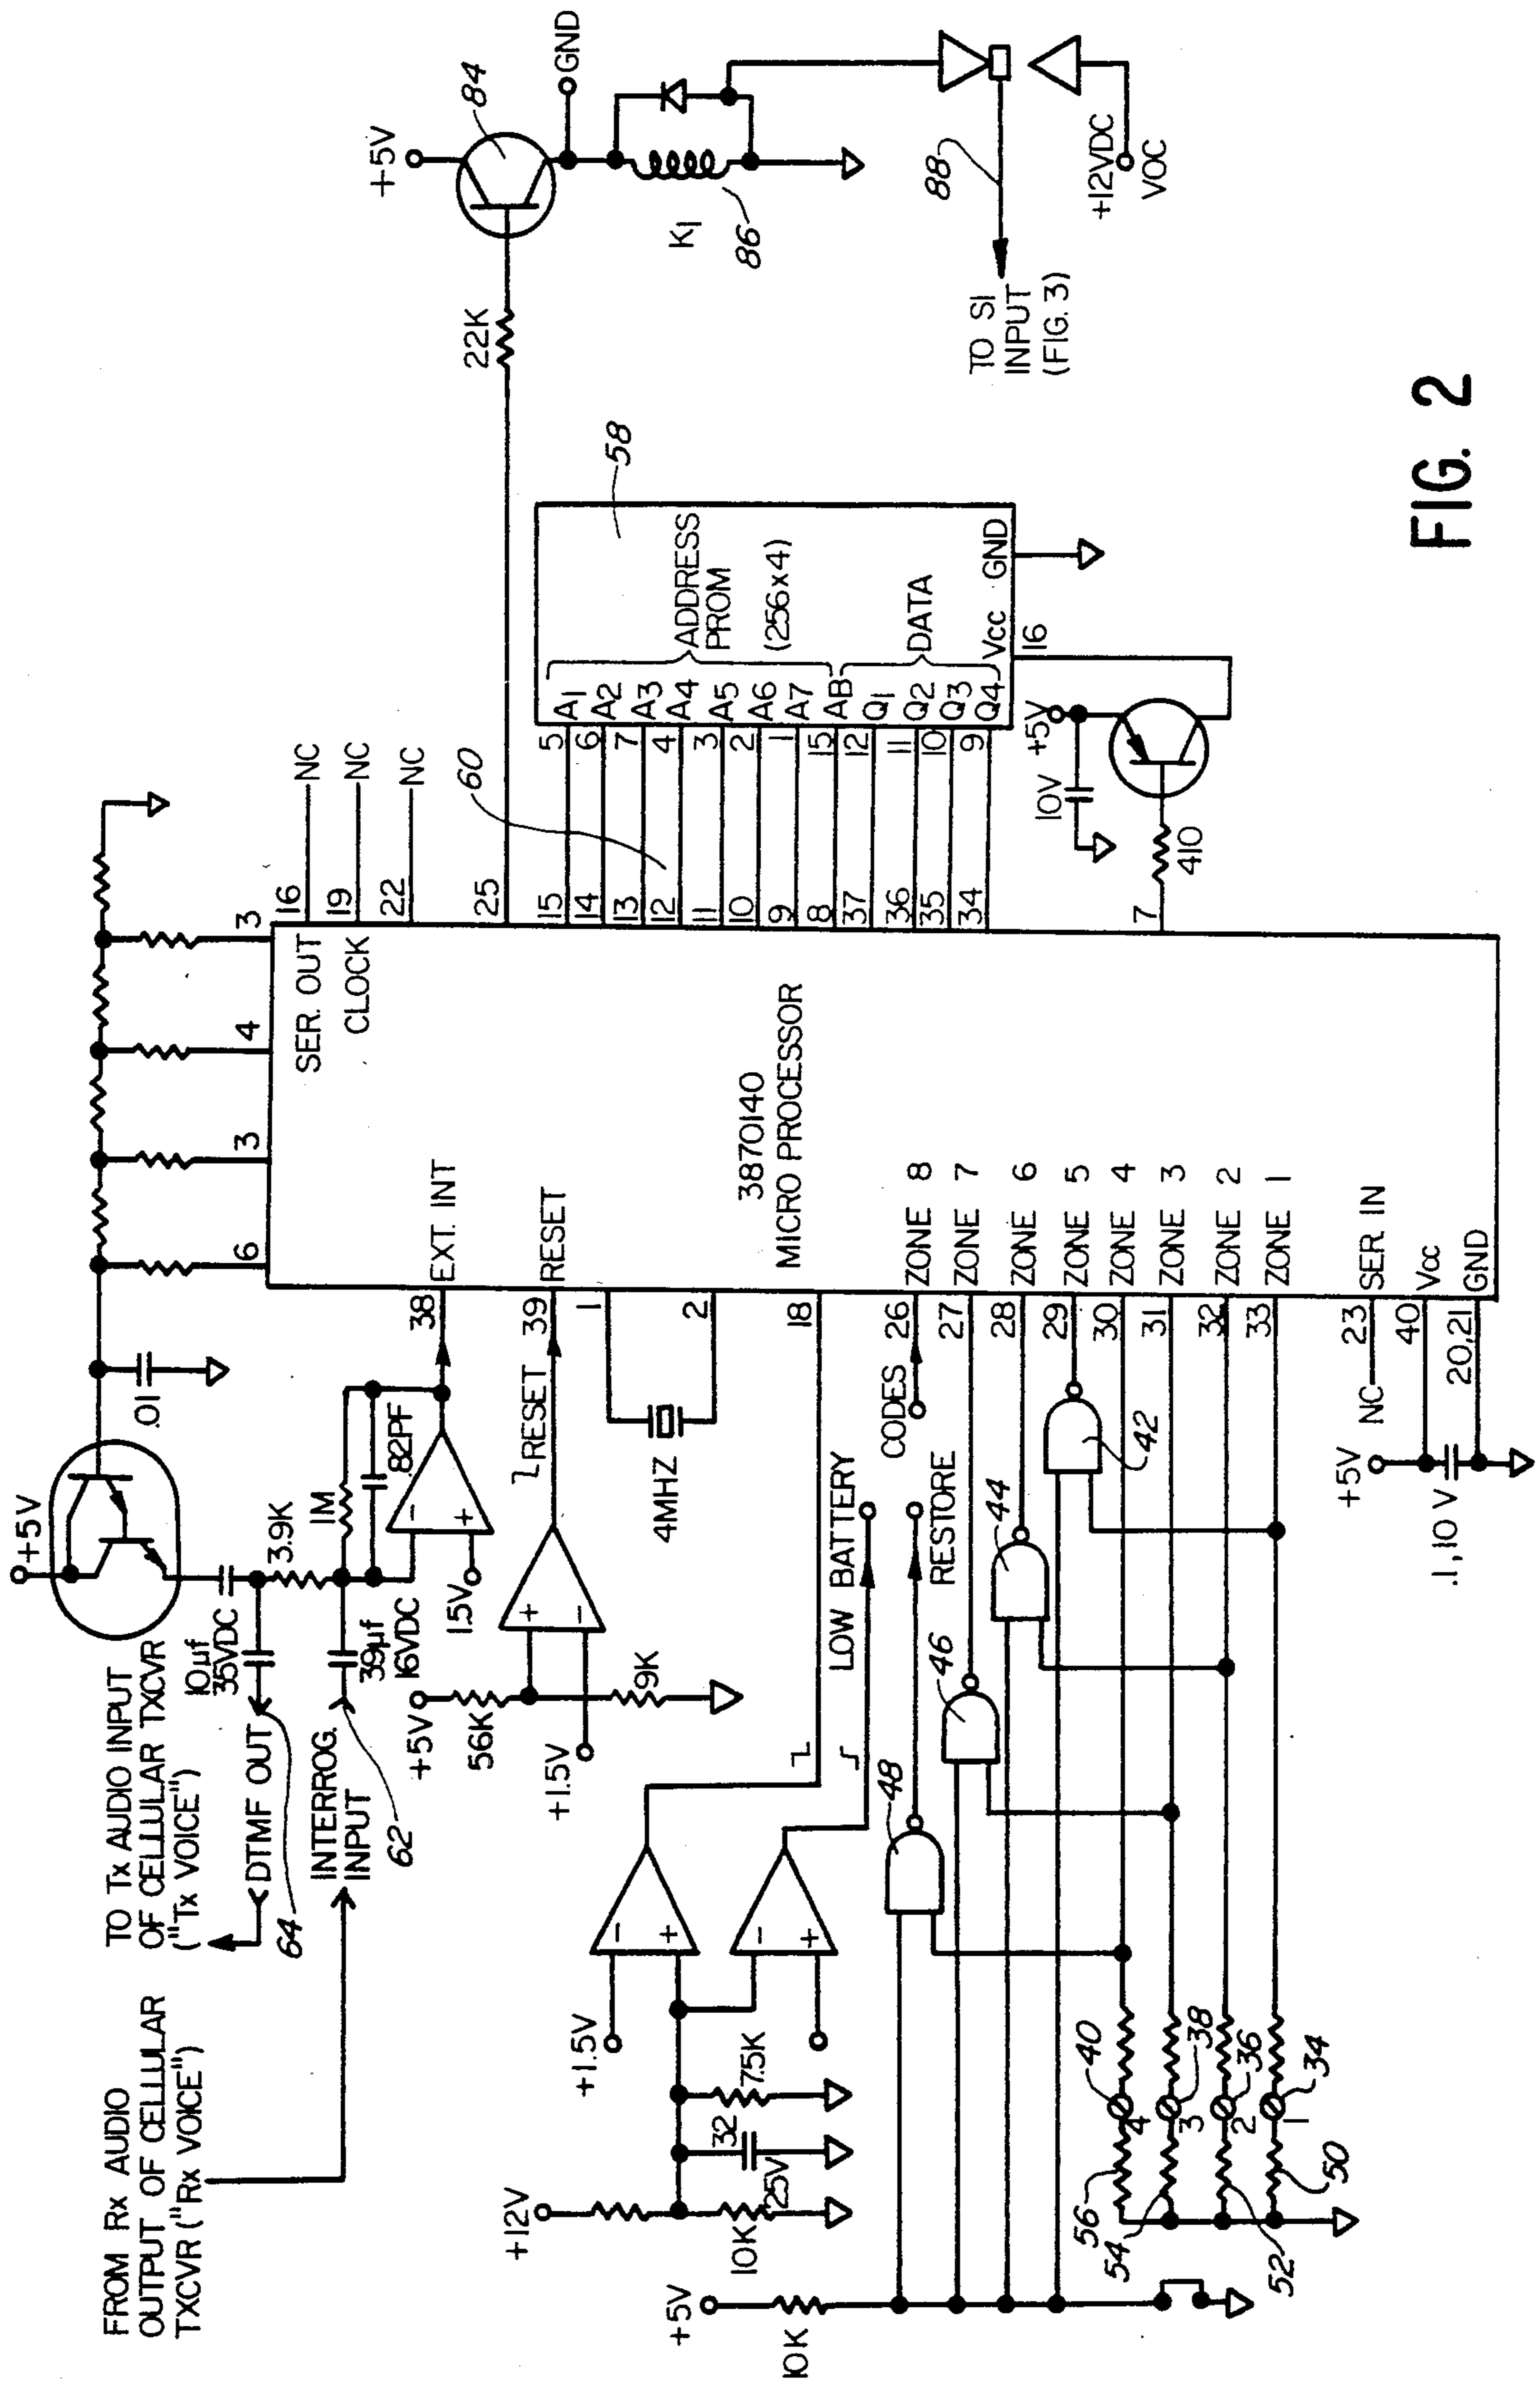 FROM Rx AUDIO
OUTPUT OF CELLULAR
TXCVR ("Rx VOICE")
TO Tx AUDIO INPUT
OF CELLULAR TXCVR
("Tx VOICE")
DTMF OUT
64
INTERROG.
INPUT
62
+5V
10µf
35VDC
3.9K
39µf
16VDC
1M
.82PF
.01
1.5V
-
+
+5V
56K
+1.5V
9K
+
-
RESET
4MHZ
+12V
10K
32
25V
7.5K
+1.5V
-
+
-
+
LOW BATTERY
RESTORE
CODES
+5V
10K
48
46
44
42
56
54
52
50
4
3
2
1
40
38
36
34
NC
+5V
.1,10 V
6
3
4
3
38
EXT. INT
39
RESET
1
2
18
26
ZONE 8
27
ZONE 7
28
ZONE 6
29
ZONE 5
30
ZONE 4
31
ZONE 3
32
ZONE 2
33
ZONE 1
23
SER. IN
40
Vcc
20,21
GND
3870140
MICRO PROCESSOR
SER. OUT
CLOCK
16
NC
19
NC
22
NC
25
22K
15
14
13
12
11
10
9
8
37
36
35
34
7
60
5
6
7
4
3
2
1
15
12
11
10
9
A1
A2
A3
A4
A5
A6
A7
AB
Q1
Q2
Q3
Q4
ADDRESS
PROM
(256x4)
DATA
Vcc
GND
16
58
410
10V
+5V
+5V
84
GND
K1
86
88
TO SI
INPUT
(FIG. 3)
+12VDC
VOC
FIG. 2